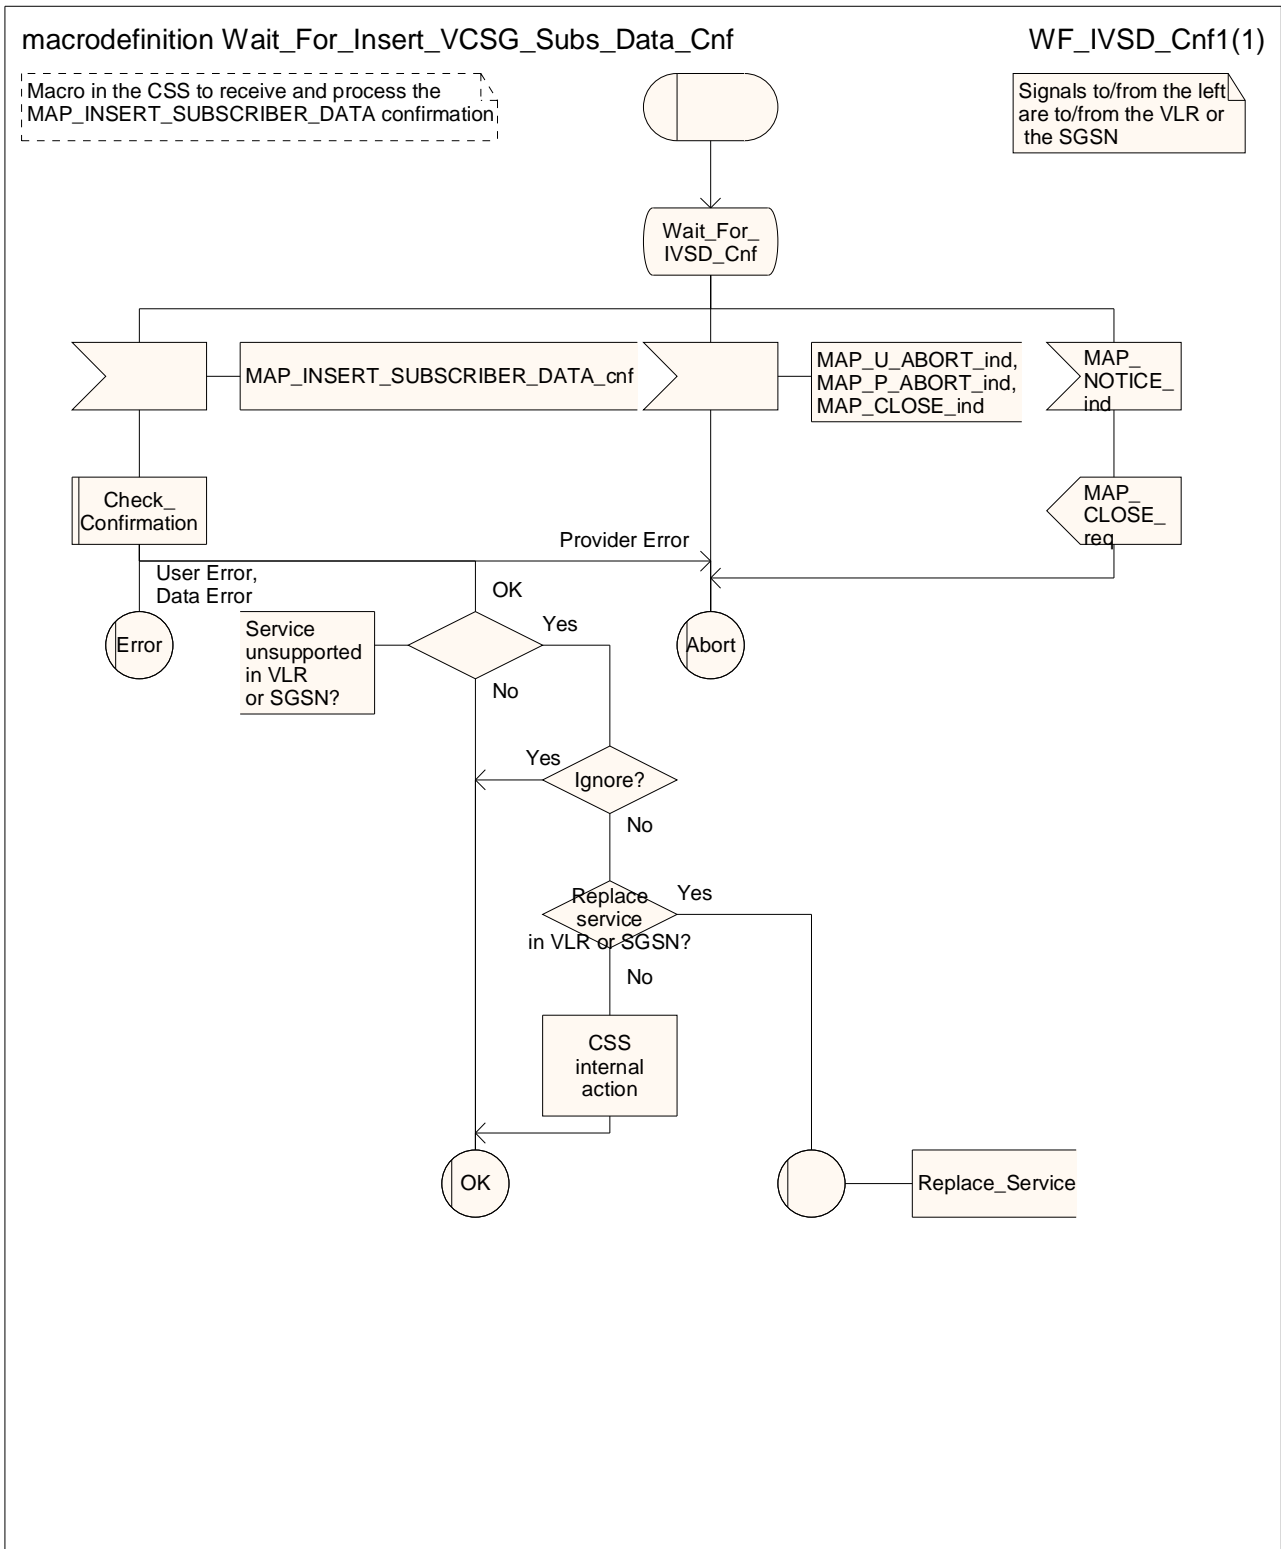 macrodefinition Wait_For_Insert_VCSG_Subs_Data_Cnf
WF_IVSD_Cnf1(1)
Macro in the CSS to receive and process the
MAP_INSERT_SUBSCRIBER_DATA confirmation
Signals to/from the left
are to/from the VLR or
the SGSN
Wait_For_
IVSD_Cnf
MAP_INSERT_SUBSCRIBER_DATA_cnf
MAP_U_ABORT_ind,
MAP_P_ABORT_ind,
MAP_CLOSE_ind
MAP_
NOTICE_
ind
Check_
Confirmation
MAP_
CLOSE_
req
Provider Error
User Error,
Data Error
OK
Error
Service
unsupported
in VLR
or SGSN?
Yes
Abort
No
Yes
Ignore?
No
Replace
service
in VLR or SGSN?
Yes
No
CSS
internal
action
OK
Replace_Service